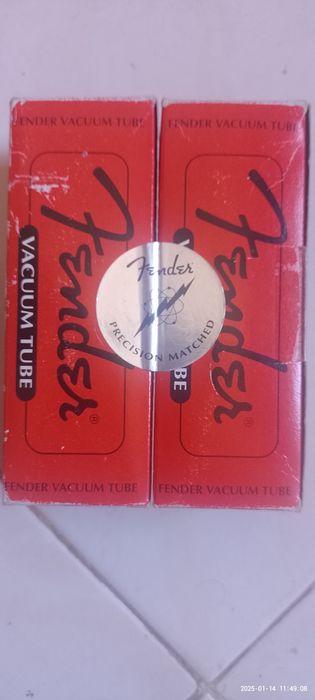 FENDER VACUUM TUBE
Fender®
VACUUM TUBE
FENDER VACUUM TUBE
FENDER VACUUM TUBE
Fender®
V
UBE
FENDER VACUUM TUBE
Fender
PRECISION MATCHED
2025-01-14 11:49:08